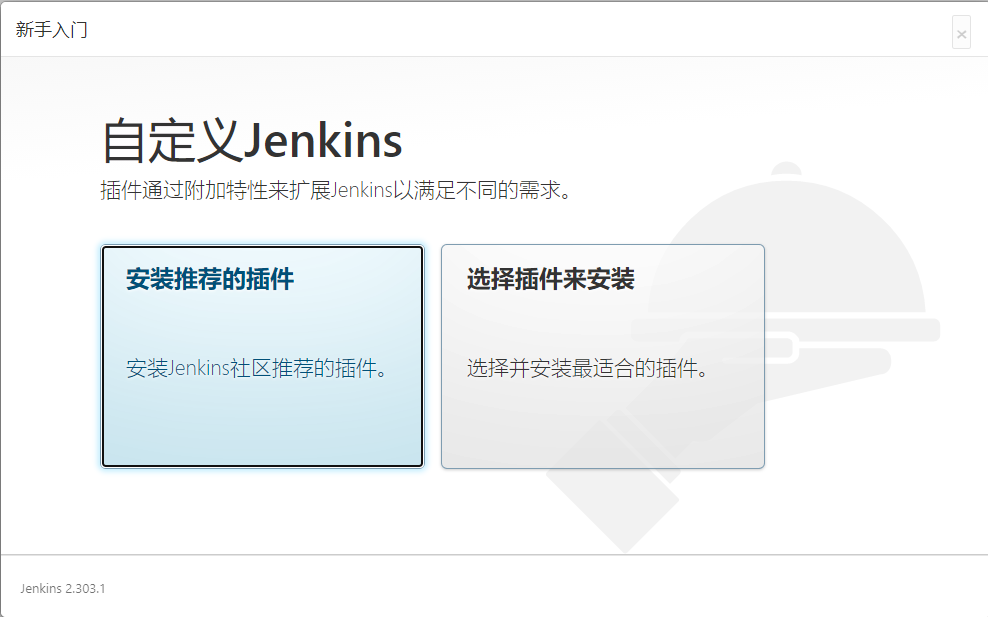 新手入门
×
自定义Jenkins
插件通过附加特性来扩展Jenkins以满足不同的需求。
安装推荐的插件
安装Jenkins社区推荐的插件。
选择插件来安装
选择并安装最适合的插件。
Jenkins 2.303.1